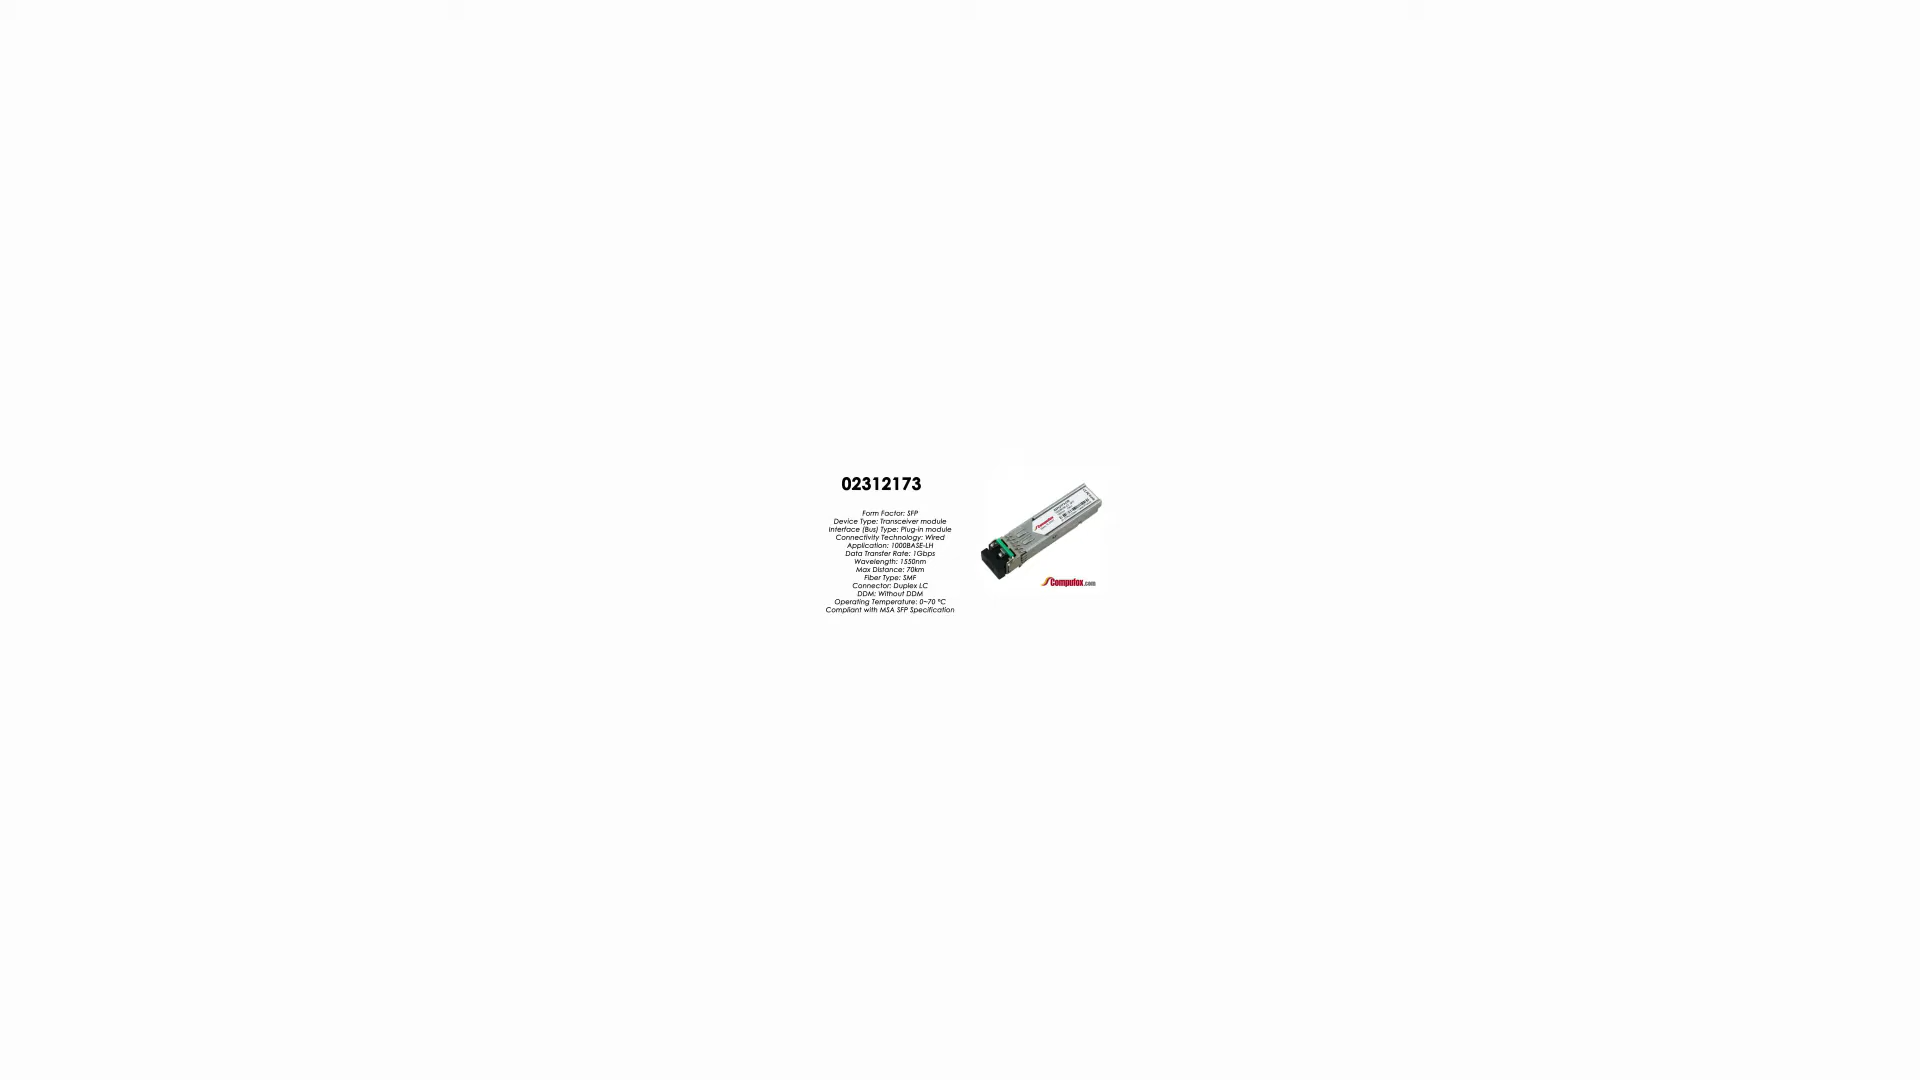 02312173
Form Factor: SFP
Device Type: Transceiver module
Interface (Bus) Type: Plug-in module
Connectivity Technology: Wired
Application: 1000BASE-LH
Data Transfer Rate: 1Gbps
Wavelength: 1550nm
Max Distance: 70km
Fiber Type: SMF
Connector: Duplex LC
DDM: Without DDM
Operating Temperature: 0~70 °C
Compliant with MSA SFP Specification
Compufox
Compufox.com